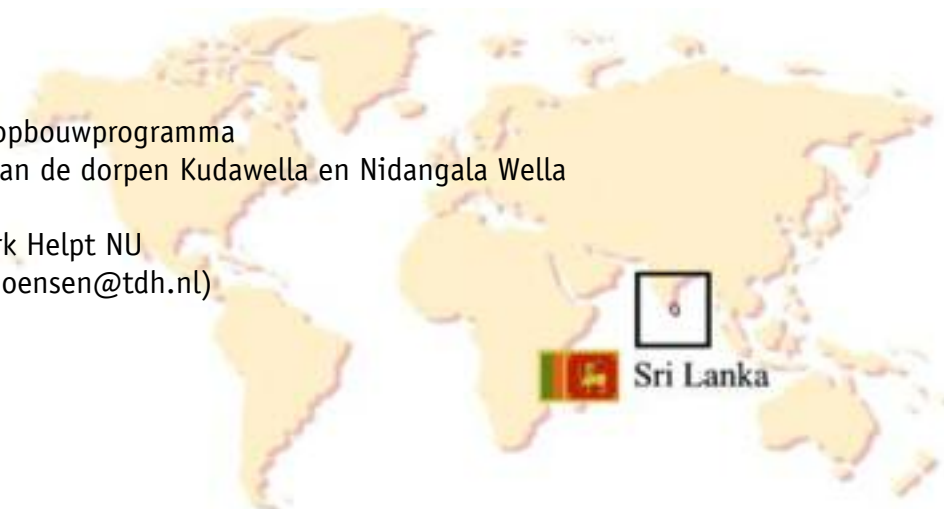 opbouwprogramma
an de dorpen Kudawella en Nidangala Wella
rk Helpt NU
oensen@tdh.nl)
Sri Lanka